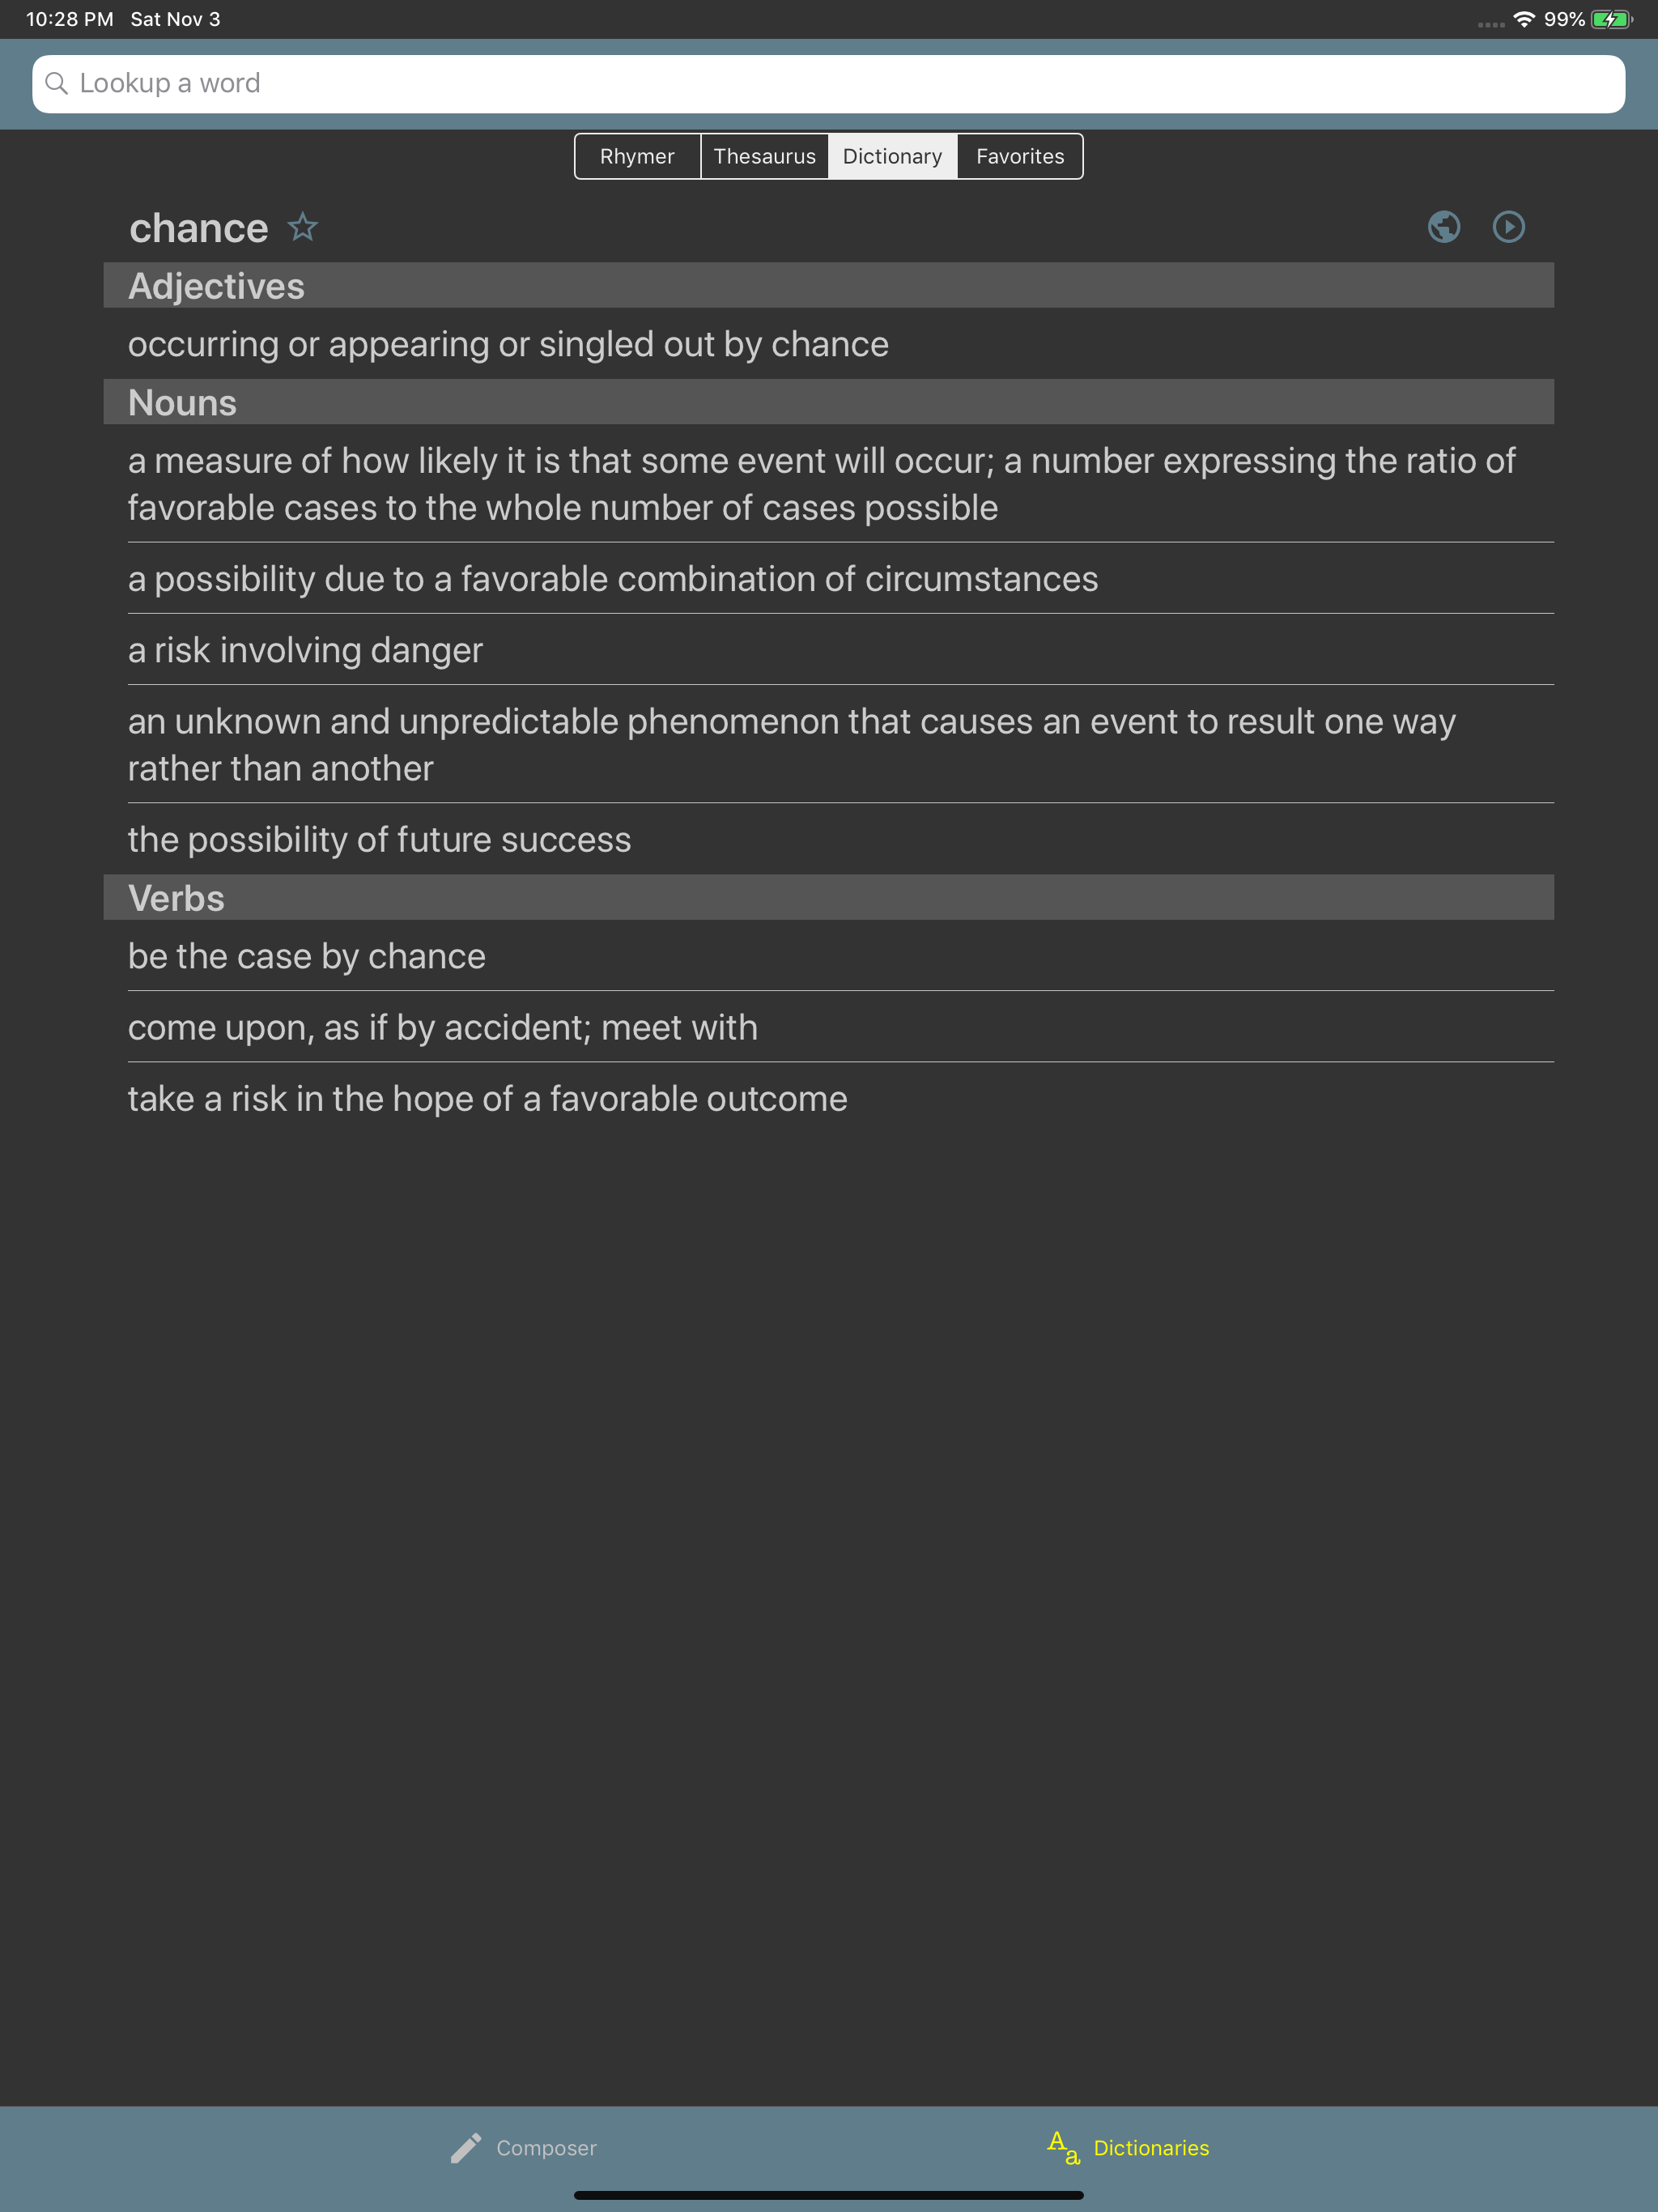 10:28 PM Sat Nov 3 99%
Lookup a word
Rhymer Thesaurus Dictionary Favorites
chance
Adjectives
occurring or appearing or singled out by chance
Nouns
a measure of how likely it is that some event will occur; a number expressing the ratio of
favorable cases to the whole number of cases possible
a possibility due to a favorable combination of circumstances
a risk involving danger
an unknown and unpredictable phenomenon that causes an event to result one way
rather than another
the possibility of future success
Verbs
be the case by chance
come upon, as if by accident; meet with
take a risk in the hope of a favorable outcome
Composer Aa Dictionaries